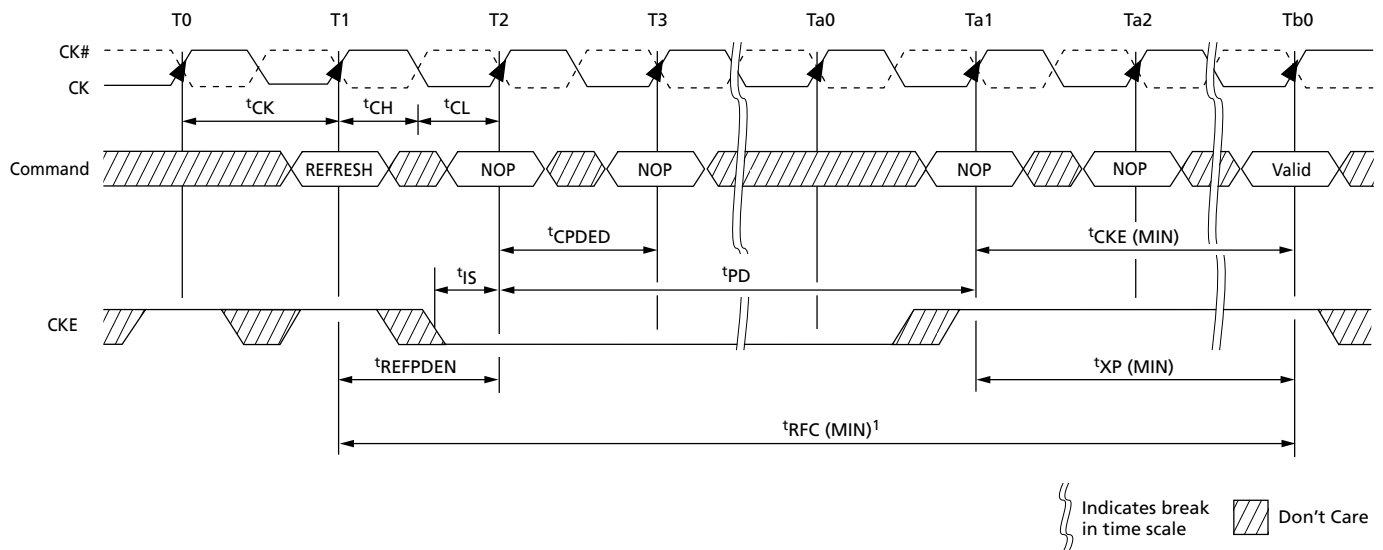 T0 T1 T2 T3 Ta0 Ta1 Ta2 Tb0
CK#
CK
tCK tCH tCL
Command REFRESH NOP NOP NOP NOP Valid
tCPDED tCKE (MIN)
tIS tPD
CKE
tREFPDEN tXP (MIN)
tRFC (MIN)1
Indicates break
in time scale
Don't Care